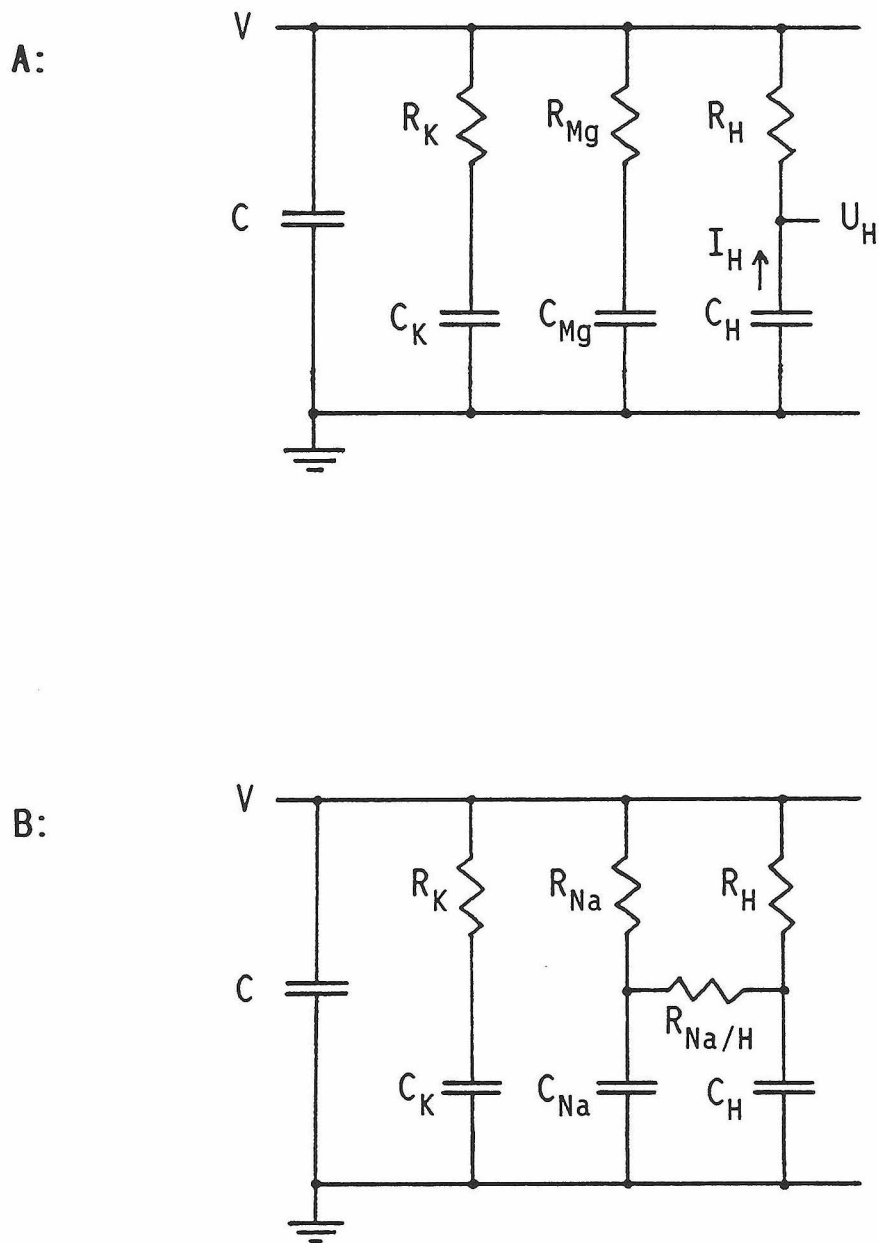 A:
V
R_K
R_Mg
R_H
C
U_H
I_H
C_K
C_Mg
C_H
B:
V
R_K
R_Na
R_H
C
R_Na/H
C_K
C_Na
C_H